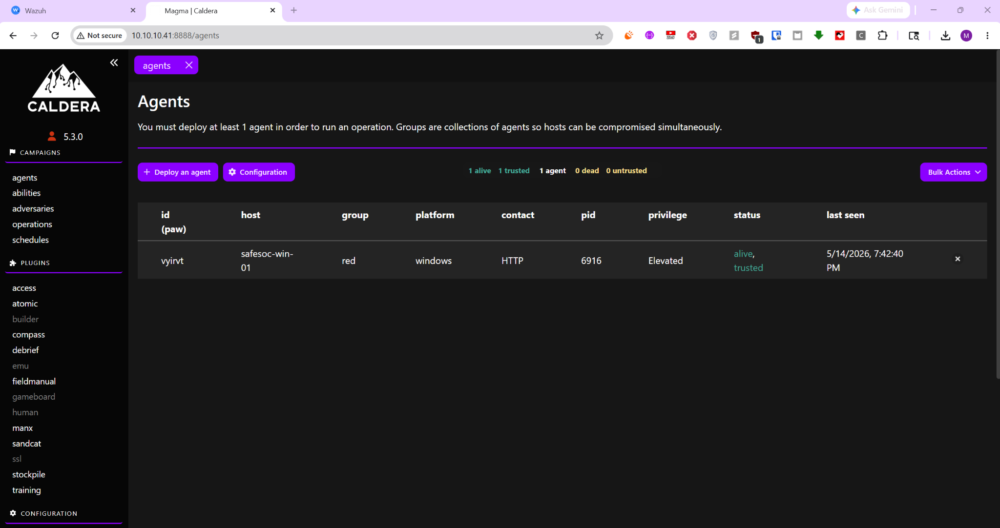 Wazuh
Magma | Caldera
Ask Gemini
Not secure
10.10.10.41:8888/agents
21:9
1
C
M
CALDERA
5.3.0
CAMPAIGNS
agents
abilities
adversaries
operations
schedules
PLUGINS
access
atomic
builder
compass
debrief
emu
fieldmanual
gameboard
human
manx
sandcat
ssl
stockpile
training
CONFIGURATION
agents
Agents
You must deploy at least 1 agent in order to run an operation. Groups are collections of agents so hosts can be compromised simultaneously.
Deploy an agent
Configuration
1 alive 1 trusted 1 agent 0 dead 0 untrusted
Bulk Actions
id (paw) host group platform contact pid privilege status last seen
vyirvt safesoc-win-01 red windows HTTP 6916 Elevated alive, trusted 5/14/2026, 7:42:40 PM